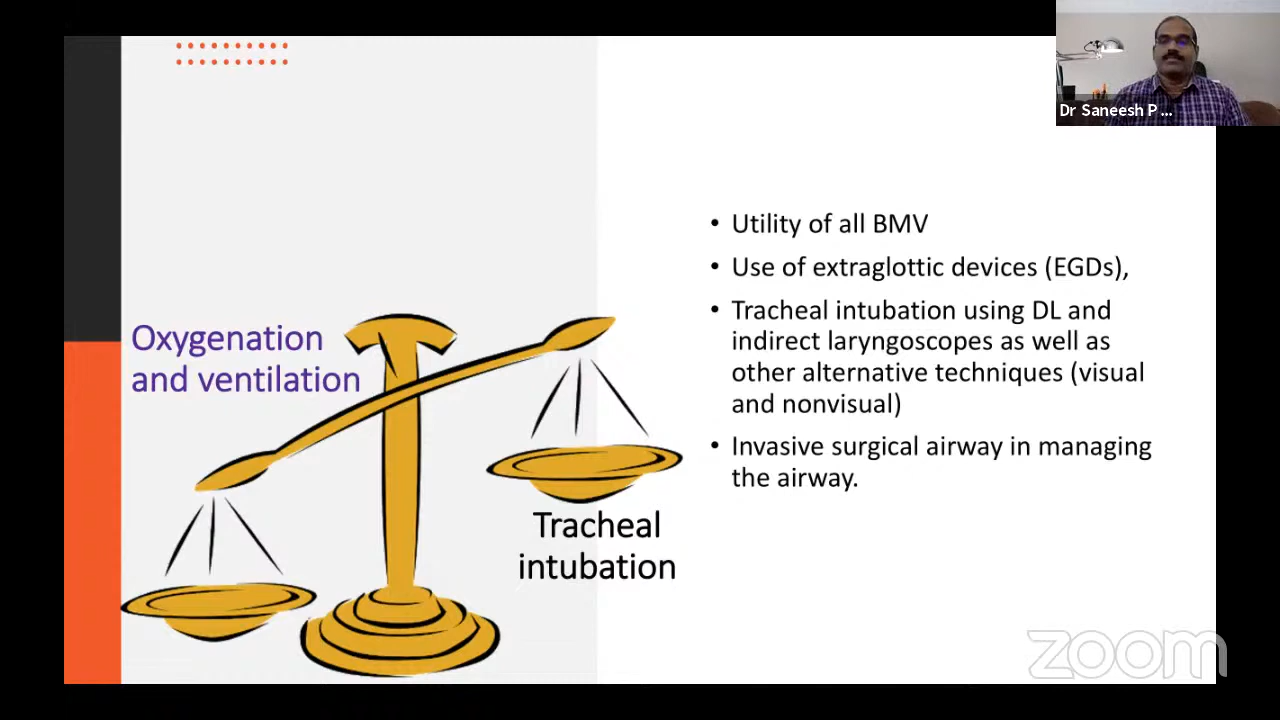 Dr Saneesh P ...
• Utility of all BMV
• Use of extraglottic devices (EGDs),
• Tracheal intubation using DL and
indirect laryngoscopes as well as
other alternative techniques (visual
and nonvisual)
• Invasive surgical airway in managing
the airway.
Oxygenation
and ventilation
Tracheal
intubation
zoom